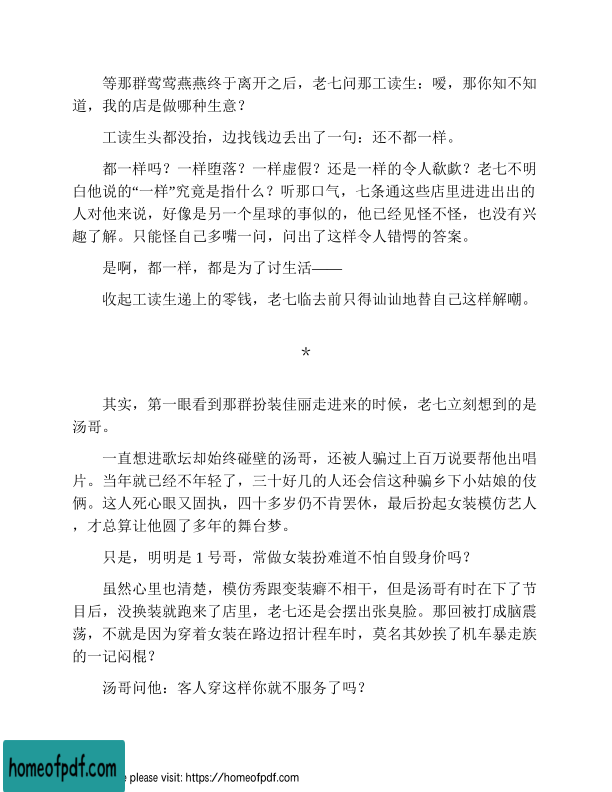 等那群莺莺燕燕终于离开之后，老七问那工读生：嗳，那你知不知
道，我的店是做哪种生意？
工读生头都没抬，边找钱边丢出了一句：还不都一样。
都一样吗？一样堕落？一样虚假？还是一样的令人欷歔？老七不明
白他说的“一样”究竟是指什么？听那口气，七条通这些店里进进出出的
人对他来说，好像是另一个星球的事似的，他已经见怪不怪，也没有兴
趣了解。只能怪自己多嘴一问，问出了这样令人错愕的答案。
是啊，都一样，都是为了讨生活——
收起工读生递上的零钱，老七临去前只得讪讪地替自己这样解嘲。
*
其实，第一眼看到那群扮装佳丽走进来的时候，老七立刻想到的是
汤哥。
一直想进歌坛却始终碰壁的汤哥，还被人骗过上百万说要帮他出唱
片。当年就已经不年轻了，三十好几的人还会信这种骗乡下小姑娘的伎
俩。这人死心眼又固执，四十多岁仍不肯罢休，最后扮起女装模仿艺人
，才总算让他圆了多年的舞台梦。
只是，明明是 1 号哥，常做女装扮难道不怕自毁身价吗？
虽然心里也清楚，模仿秀跟变装癖不相干，但是汤哥有时在下了节
目后，没换装就跑来了店里，老七还是会摆出张臭脸。那回被打成脑震
荡，不就是因为穿着女装在路边招计程车时，莫名其妙挨了机车暴走族
的一记闷棍？
汤哥问他：客人穿这样你就不服务了吗？
homeofpdf.com
e please visit: https://homeofpdf.com